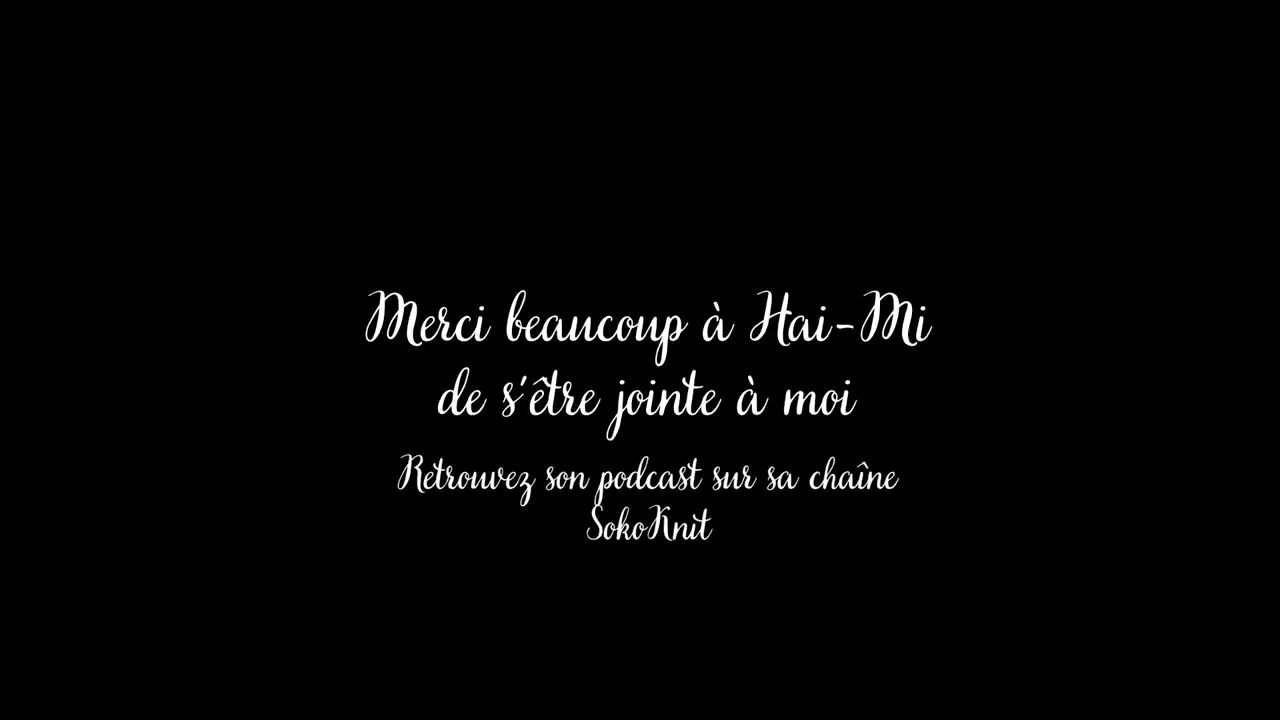 Merci beaucoup à Hai-Mi
de s'être jointe à moi
Retrouvez son podcast sur sa chaîne
SokoKnit